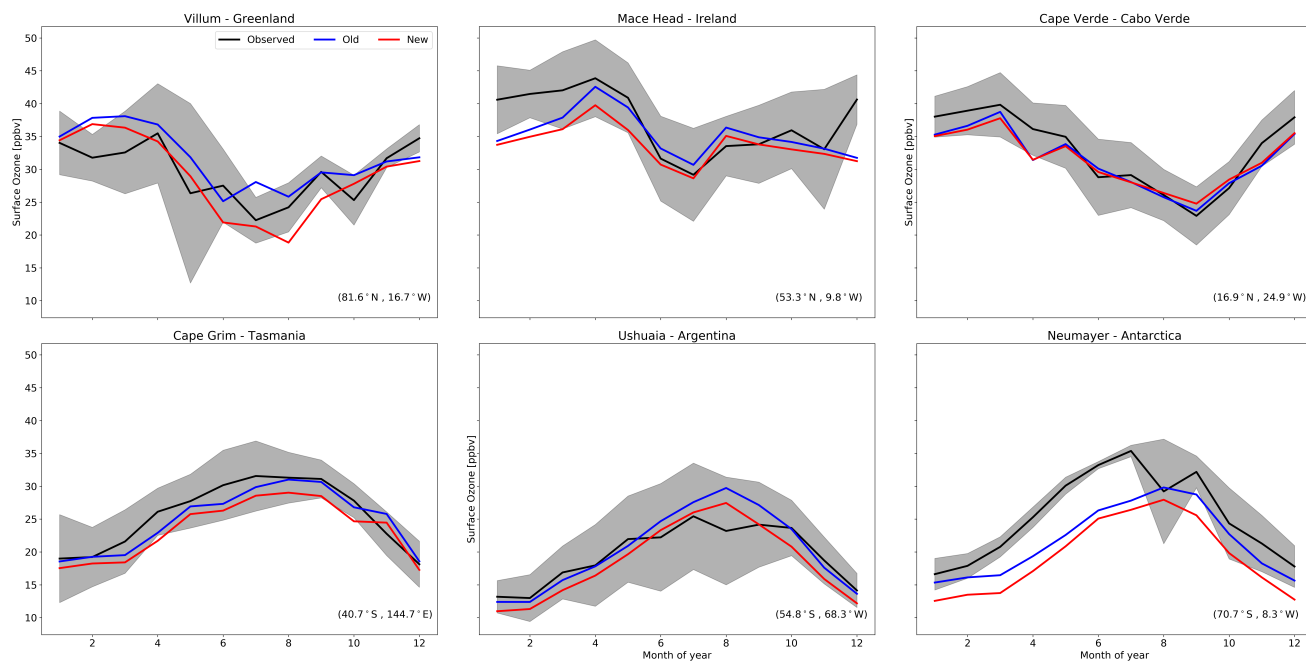 Villum - Greenland
Mace Head - Ireland
Cape Verde - Cabo Verde
Observed Old New
Surface Ozone [ppbv]
Surface Ozone [ppbv]
50
45
40
35
30
25
20
15
10
(81.6°N , 16.7°W)
(53.3°N , 9.8°W)
(16.9°N , 24.9°W)
Cape Grim - Tasmania
Ushuaia - Argentina
Neumayer - Antarctica
Surface Ozone [ppbv]
50
45
40
35
30
25
20
15
10
(40.7°S , 144.7°E)
(54.8°S , 68.3°W)
(70.7°S , 8.3°W)
2 4 6 8 10 12
2 4 6 8 10 12
2 4 6 8 10 12
Month of year
Month of year